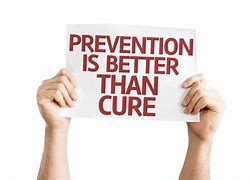 PREVENTION
IS BETTER
THAN
CURE